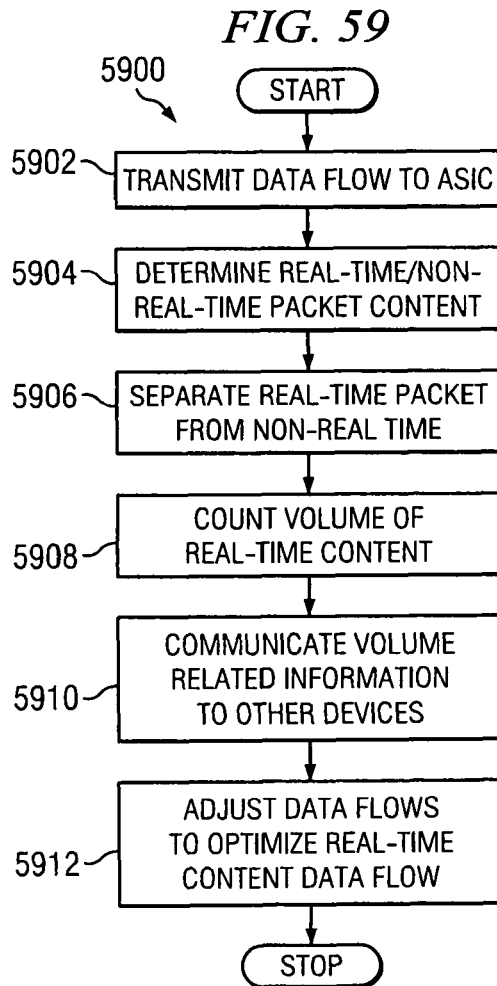 FIG. 59
5900
START
5902
TRANSMIT DATA FLOW TO ASIC
5904
DETERMINE REAL-TIME/NON-
REAL-TIME PACKET CONTENT
5906
SEPARATE REAL-TIME PACKET
FROM NON-REAL TIME
5908
COUNT VOLUME OF
REAL-TIME CONTENT
5910
COMMUNICATE VOLUME
RELATED INFORMATION
TO OTHER DEVICES
5912
ADJUST DATA FLOWS
TO OPTIMIZE REAL-TIME
CONTENT DATA FLOW
STOP